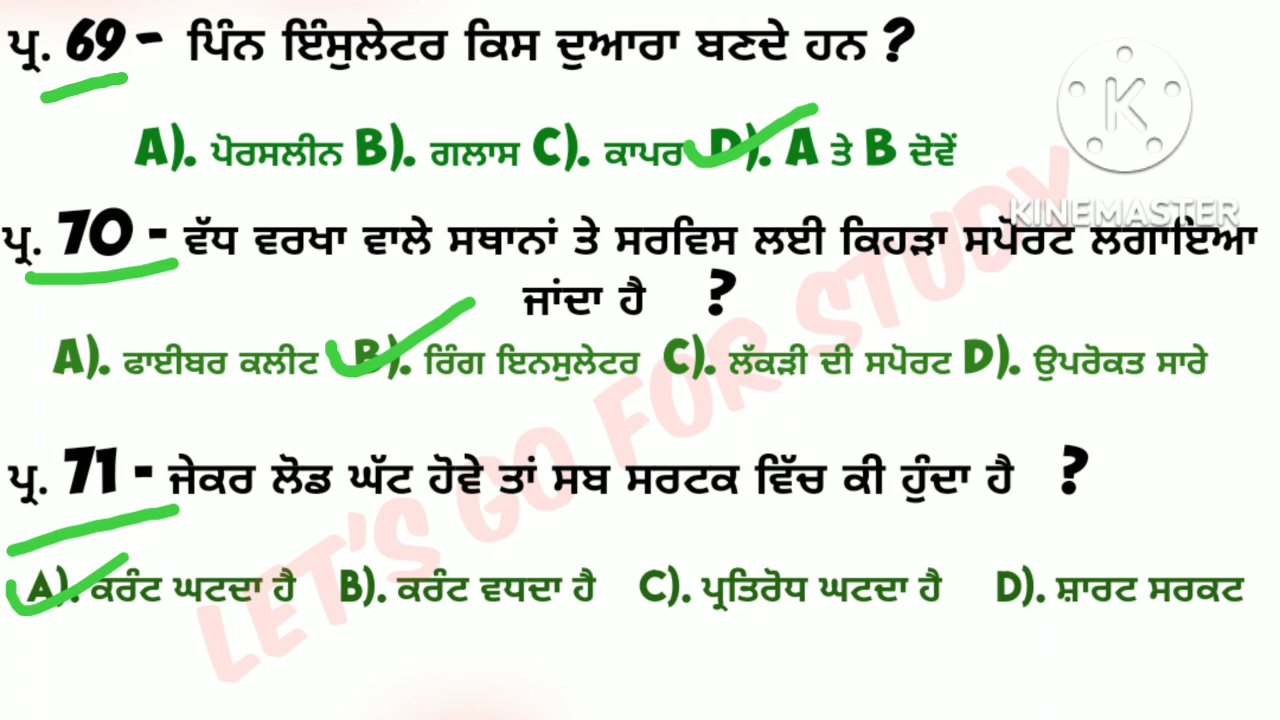 ਪ੍ਰ. 69 - ਪਿੰਨ ਇੰਸੁਲੇਟਰ ਕਿਸ ਦੁਆਰਾ ਬਣਦੇ ਹਨ ?
A). ਪੋਰਸਲੀਨ B). ਗਲਾਸ C). ਕਾਪਰ D). A ਤੇ B ਦੋਵੇਂ
KINEMASTER
ਪ੍ਰ. 70 - ਵੱਧ ਵਰਖਾ ਵਾਲੇ ਸਥਾਨਾਂ ਤੇ ਸਰਵਿਸ ਲਈ ਕਿਹੜਾ ਸਪੋਰਟ ਲਗਾਇਆ
ਜਾਂਦਾ ਹੈ ?
A). ਫਾਈਬਰ ਕਲੀਟ B). ਰਿੰਗ ਇਨਸੁਲੇਟਰ C). ਲੱਕੜੀ ਦੀ ਸਪੋਰਟ D). ਉਪਰੋਕਤ ਸਾਰੇ
ਪ੍ਰ. 71 - ਜੇਕਰ ਲੋਡ ਘੱਟ ਹੋਵੇ ਤਾਂ ਸਬ ਸਰਟਕ ਵਿੱਚ ਕੀ ਹੁੰਦਾ ਹੈ ?
A). ਕਰੰਟ ਘਟਦਾ ਹੈ B). ਕਰੰਟ ਵਧਦਾ ਹੈ C). ਪ੍ਰਤਿਰੋਧ ਘਟਦਾ ਹੈ D). ਸ਼ਾਰਟ ਸਰਕਟ
LET'S GO FOR STUDY